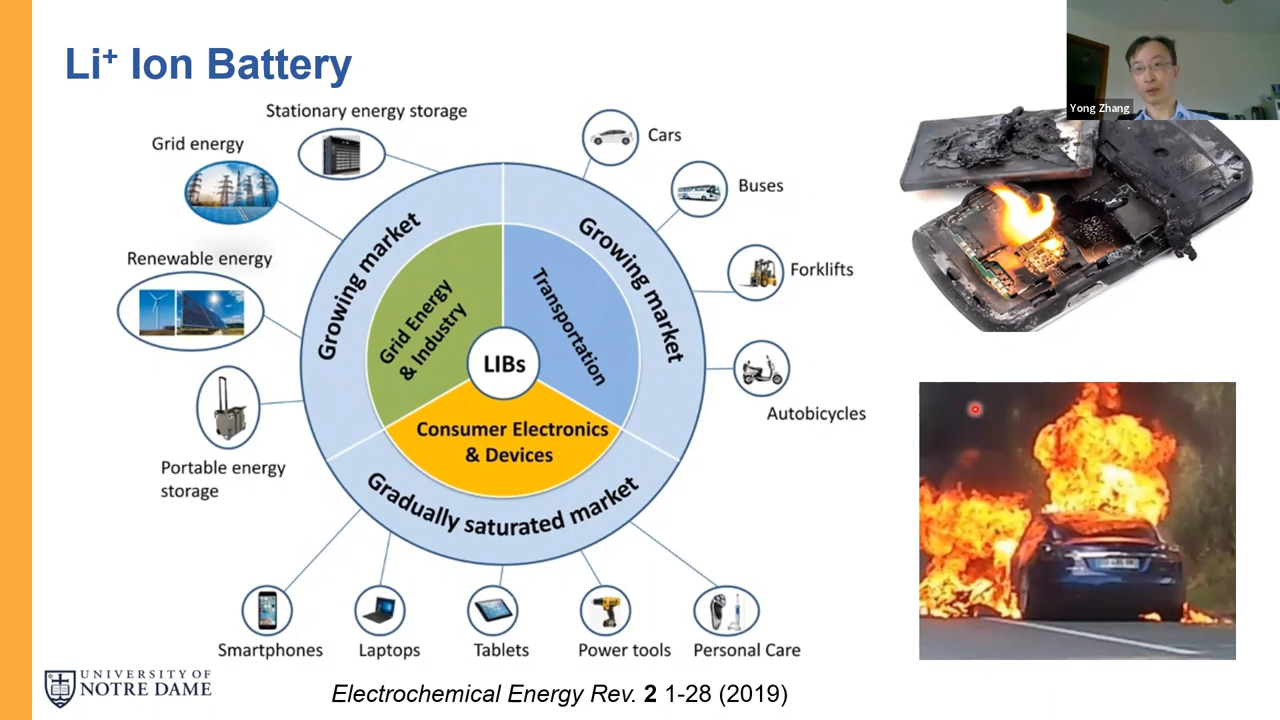 Li⁺ Ion Battery
Yong Zhang
Stationary energy storage
Grid energy
Renewable energy
Portable energy
storage
Cars
Buses
Forklifts
Autobicycles
Growing market
Growing market
Gradually saturated market
Grid Energy
& Industry
Transportation
LIBs
Consumer Electronics
& Devices
Smartphones
Laptops
Tablets
Power tools
Personal Care
UNIVERSITY OF
NOTRE DAME
Electrochemical Energy Rev. 2 1-28 (2019)